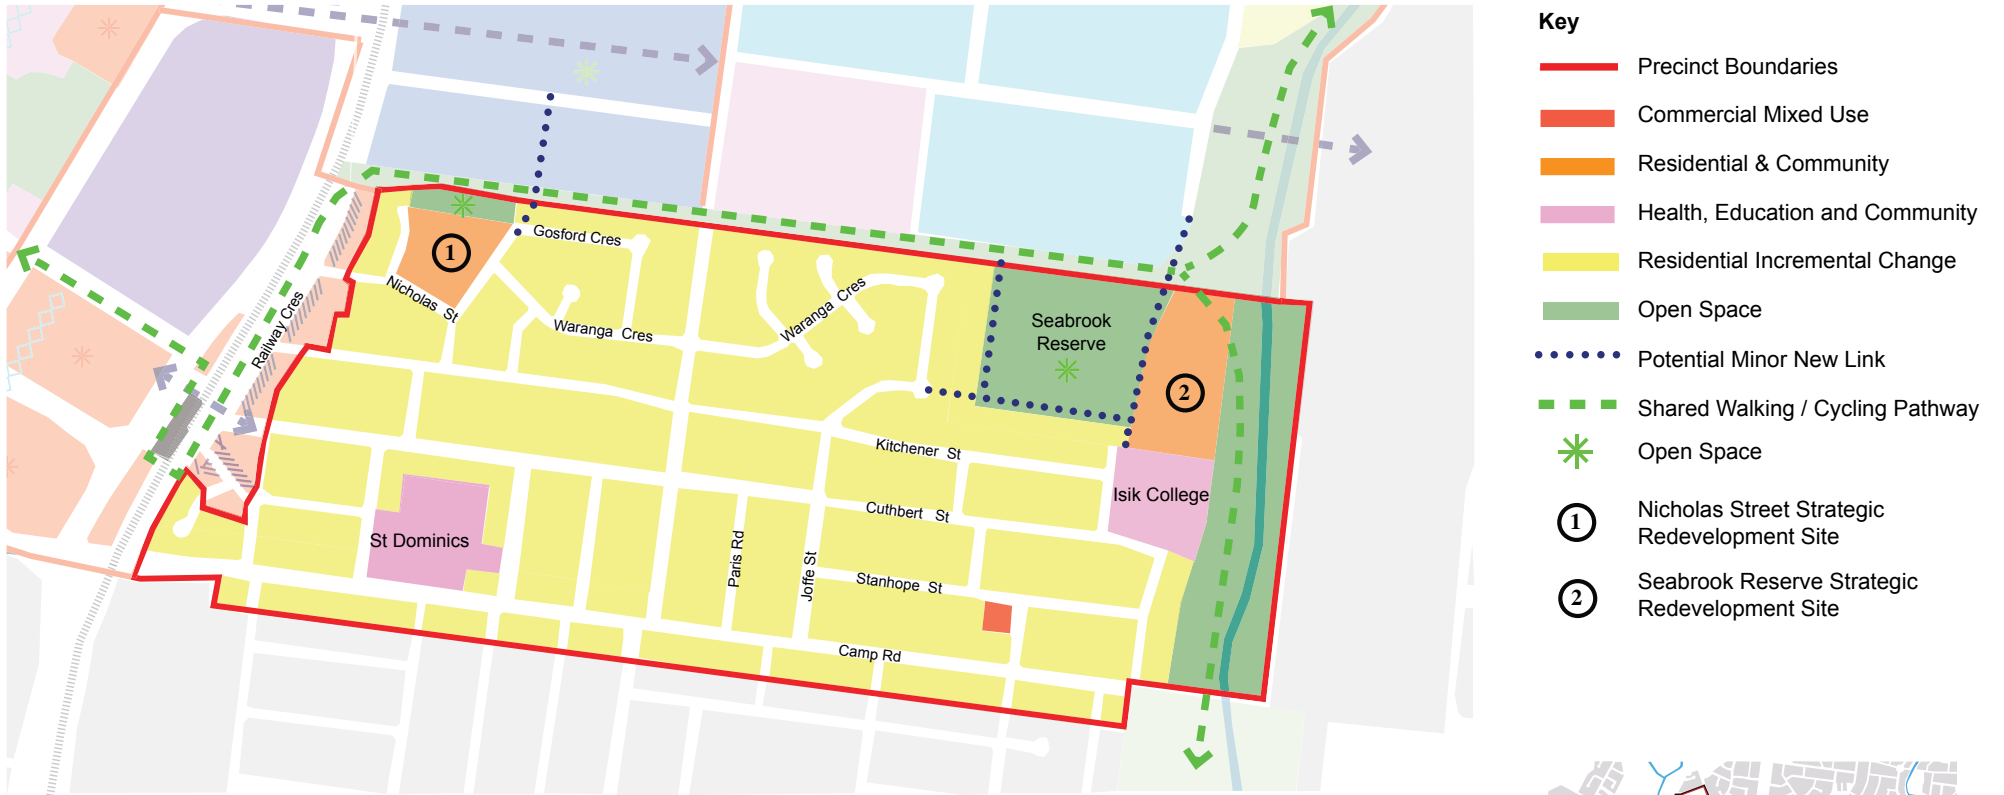 Gosford Cres
1
Nicholas St
Railway Cres
Waranga Cres
Waranga Cres
Seabrook
Reserve
2
Kitchener St
Isik College
Cuthbert St
St Dominics
Paris Rd
Joffe St
Stanhope St
Camp Rd
Key
Precinct Boundaries
Commercial Mixed Use
Residential & Community
Health, Education and Community
Residential Incremental Change
Open Space
Potential Minor New Link
Shared Walking / Cycling Pathway
Open Space
1
Nicholas Street Strategic
Redevelopment Site
2
Seabrook Reserve Strategic
Redevelopment Site